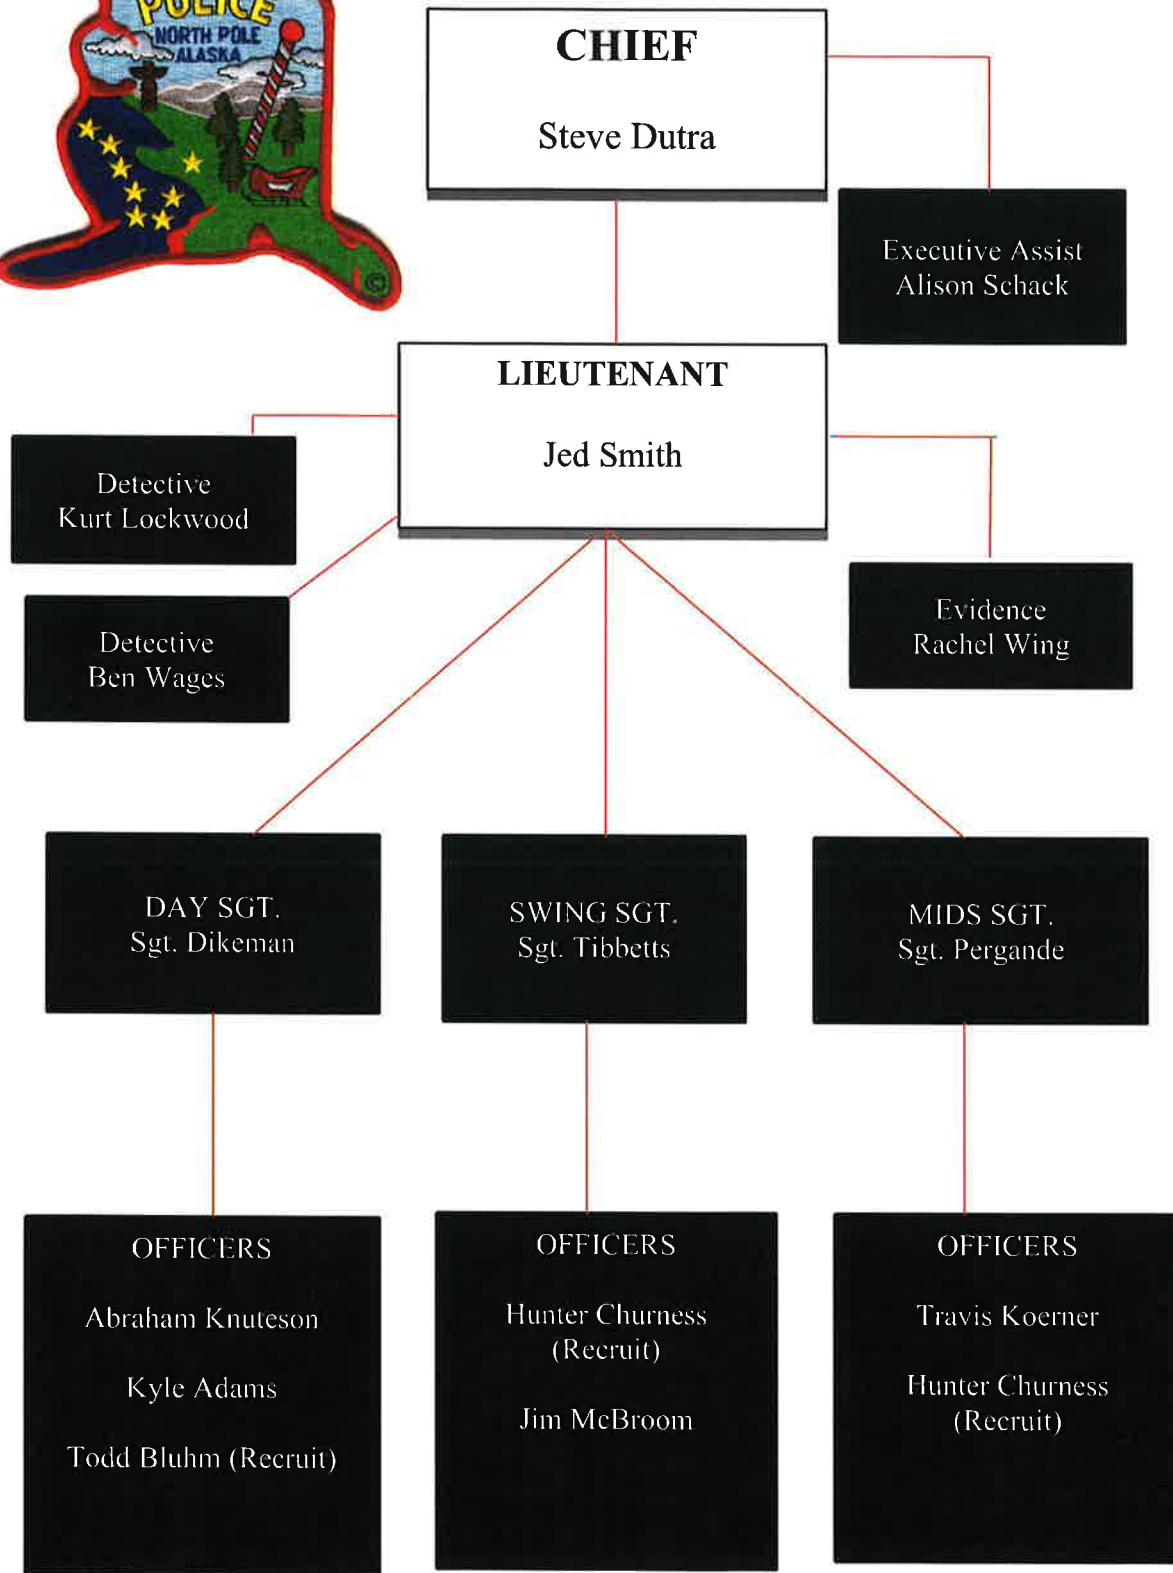 POLICE
NORTH POLE
ALASKA
©
CHIEF
Steve Dutra
Executive Assist
Alison Schack
LIEUTENANT
Jed Smith
Detective
Kurt Lockwood
Detective
Ben Wages
Evidence
Rachel Wing
DAY SGT.
Sgt. Dikeman
SWING SGT.
Sgt. Tibbetts
MIDS SGT.
Sgt. Pergande
OFFICERS
Abraham Knuteson
Kyle Adams
Todd Bluhm (Recruit)
OFFICERS
Hunter Churness
(Recruit)
Jim McBroom
OFFICERS
Travis Koerner
Hunter Churness
(Recruit)